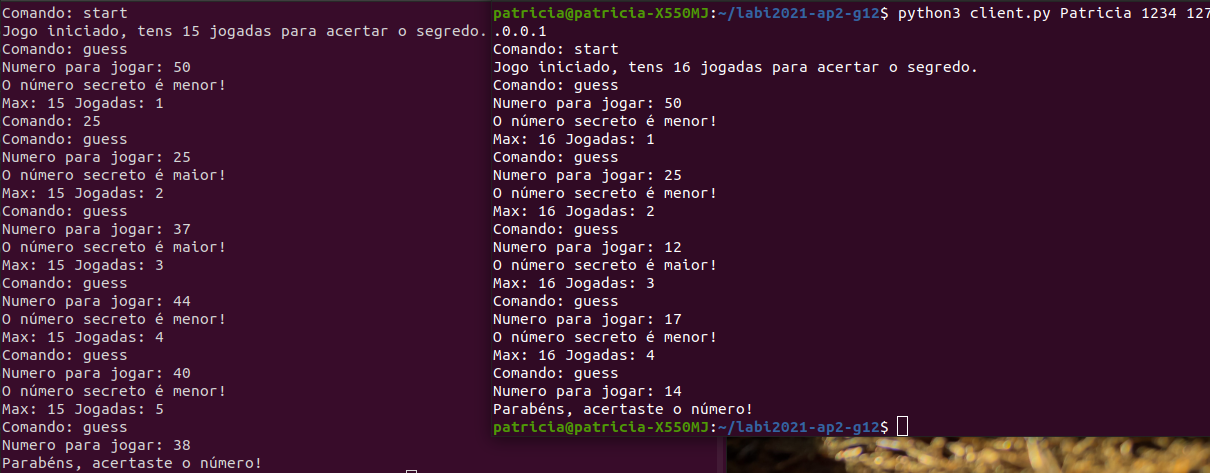 Comando: start
Jogo iniciado, tens 15 jogadas para acertar o segredo.
Comando: guess
Numero para jogar: 50
O número secreto é menor!
Max: 15 Jogadas: 1
Comando: 25
Comando: guess
Numero para jogar: 25
O número secreto é maior!
Max: 15 Jogadas: 2
Comando: guess
Numero para jogar: 37
O número secreto é maior!
Max: 15 Jogadas: 3
Comando: guess
Numero para jogar: 44
O número secreto é menor!
Max: 15 Jogadas: 4
Comando: guess
Numero para jogar: 40
O número secreto é menor!
Max: 15 Jogadas: 5
Comando: guess
Numero para jogar: 38
Parabéns, acertaste o número!
patricia@patricia-X550MJ:~/labi2021-ap2-g12$ python3 client.py Patricia 1234 127
.0.0.1
Comando: start
Jogo iniciado, tens 16 jogadas para acertar o segredo.
Comando: guess
Numero para jogar: 50
O número secreto é menor!
Max: 16 Jogadas: 1
Comando: guess
Numero para jogar: 25
O número secreto é menor!
Max: 16 Jogadas: 2
Comando: guess
Numero para jogar: 12
O número secreto é maior!
Max: 16 Jogadas: 3
Comando: guess
Numero para jogar: 17
O número secreto é menor!
Max: 16 Jogadas: 4
Comando: guess
Numero para jogar: 14
Parabéns, acertaste o número!
patricia@patricia-X550MJ:~/labi2021-ap2-g12$